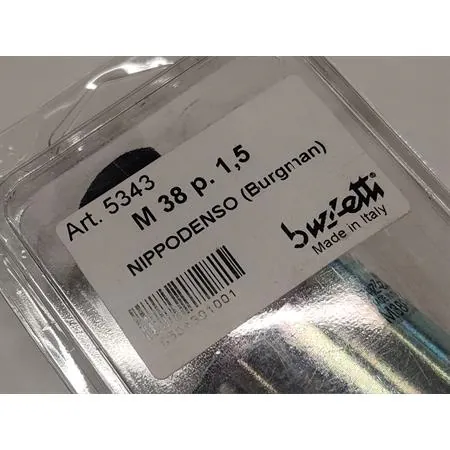 Art. 5343
M 38 p. 1,5
NIPPODENSO (Burgman)
buzzetti
Made in Italy